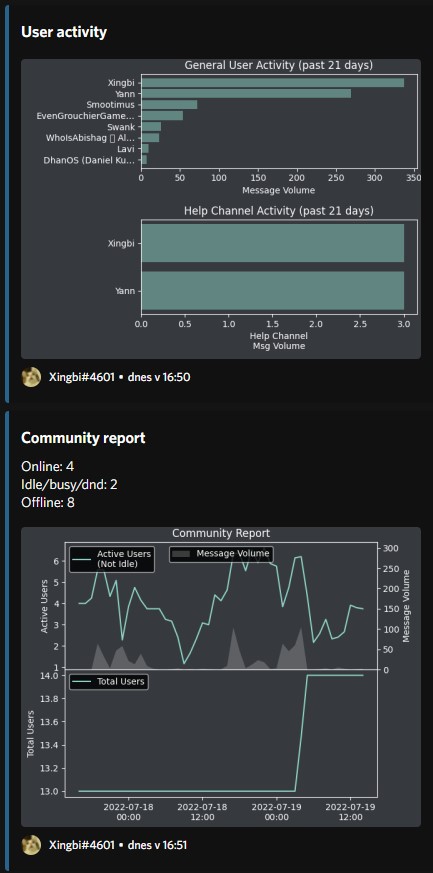 User activity
General User Activity (past 21 days)
Xingbi
Yann
Smootimus
EvenGrouchierGame...
Swank
WhoIsAbishag ▯ Al...
Lavi
DhanOS (Daniel Ku...
0 50 100 150 200 250 300 350
Message Volume
Help Channel Activity (past 21 days)
Xingbi
Yann
0.0 0.5 1.0 1.5 2.0 2.5 3.0
Help Channel
Msg Volume
Xingbi#4601 • dnes v 16:50
Community report
Online: 4
Idle/busy/dnd: 2
Offline: 8
Community Report
Active Users
(Not Idle)
Message Volume
6
5
4
3
2
1
Active Users
300
250
200
150
100
50
0
Message Volume
Total Users
14.0
13.8
13.6
13.4
13.2
13.0
Total Users
2022-07-18 2022-07-18 2022-07-19 2022-07-19
00:00 12:00 00:00 12:00
Xingbi#4601 • dnes v 16:51